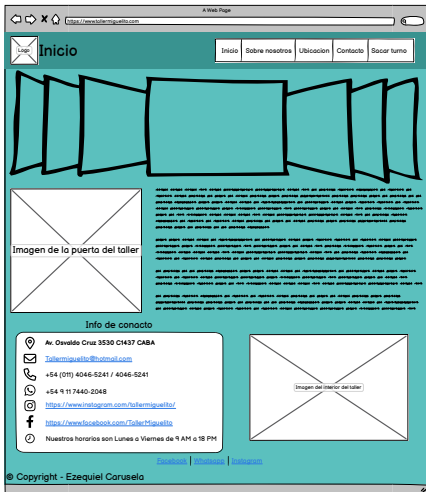 A Web Page
https://www.tallermiguelito.com
Logo
Inicio
Inicio
Sobre nosotros
Ubicacion
Contacto
Sacar turno
Imagen de la puerta del taller
Info de conacto
Av. Osvaldo Cruz 3530 C1437 CABA
Tallermiguelito@hotmail.com
+54 (011) 4046-5241 / 4046-5241
+54 9 11 7440-2048
https://www.instagram.com/tallermiguelito/
https://www.facebook.com/TallerMiguelito
Nuestros horarios son Lunes a Viernes de 9 AM a 18 PM
Imagen del interior del taller
Facebook | Whatsapp | Instagram
© Copyright - Ezequiel Carusela